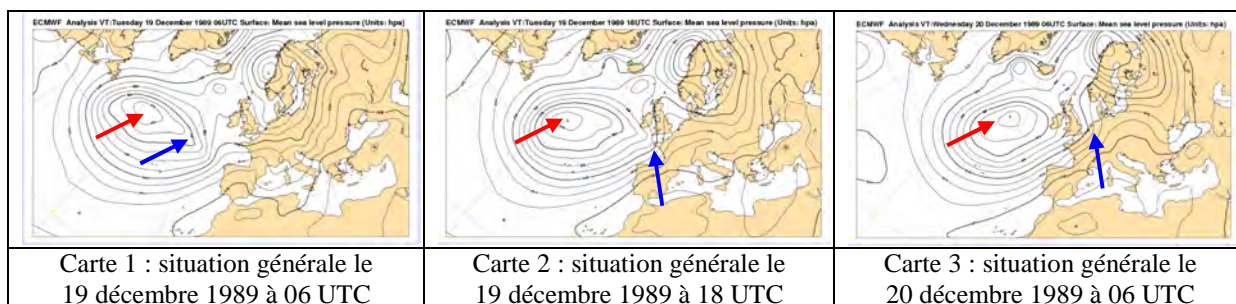 ECMWF Analysis VT:Tuesday 19 December 1989 06UTC Surface: Mean sea level pressure (Units: hpa)
ECMWF Analysis VT:Tuesday 19 December 1989 18UTC Surface: Mean sea level pressure (Units: hpa)
ECMWF Analysis VT:Wednesday 20 December 1989 06UTC Surface: Mean sea level pressure (Units: hpa)
Carte 1 : situation générale le
19 décembre 1989 à 06 UTC
Carte 2 : situation générale le
19 décembre 1989 à 18 UTC
Carte 3 : situation générale le
20 décembre 1989 à 06 UTC